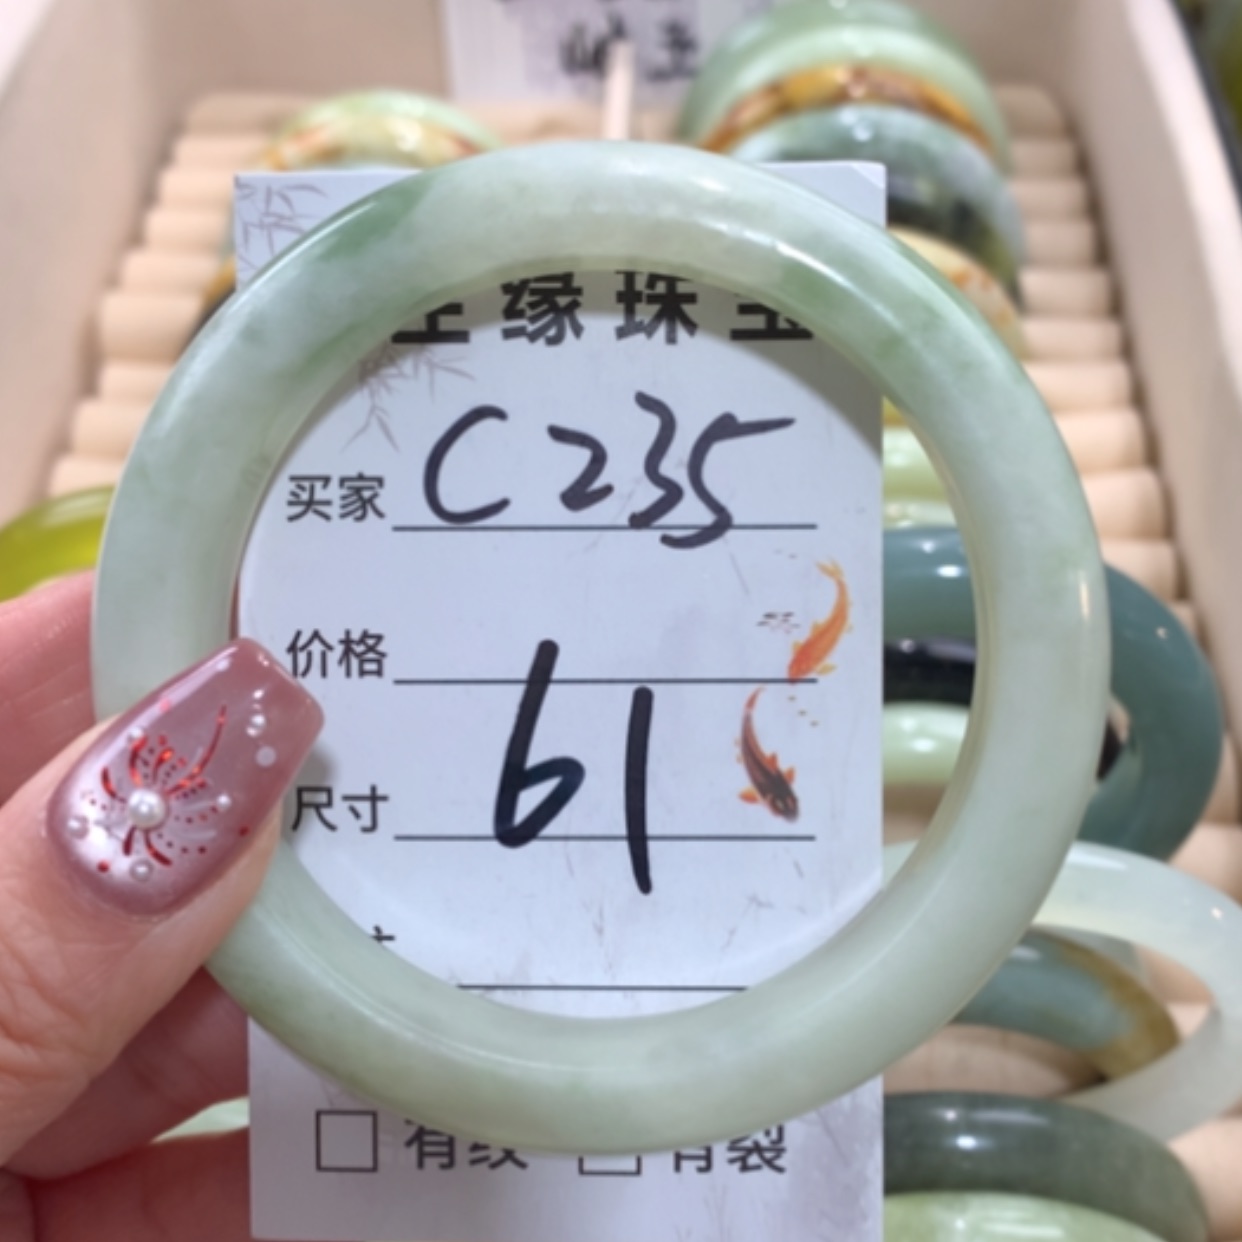 缘珠宝
买家 C235
价格
尺寸 61
有纹 有裂